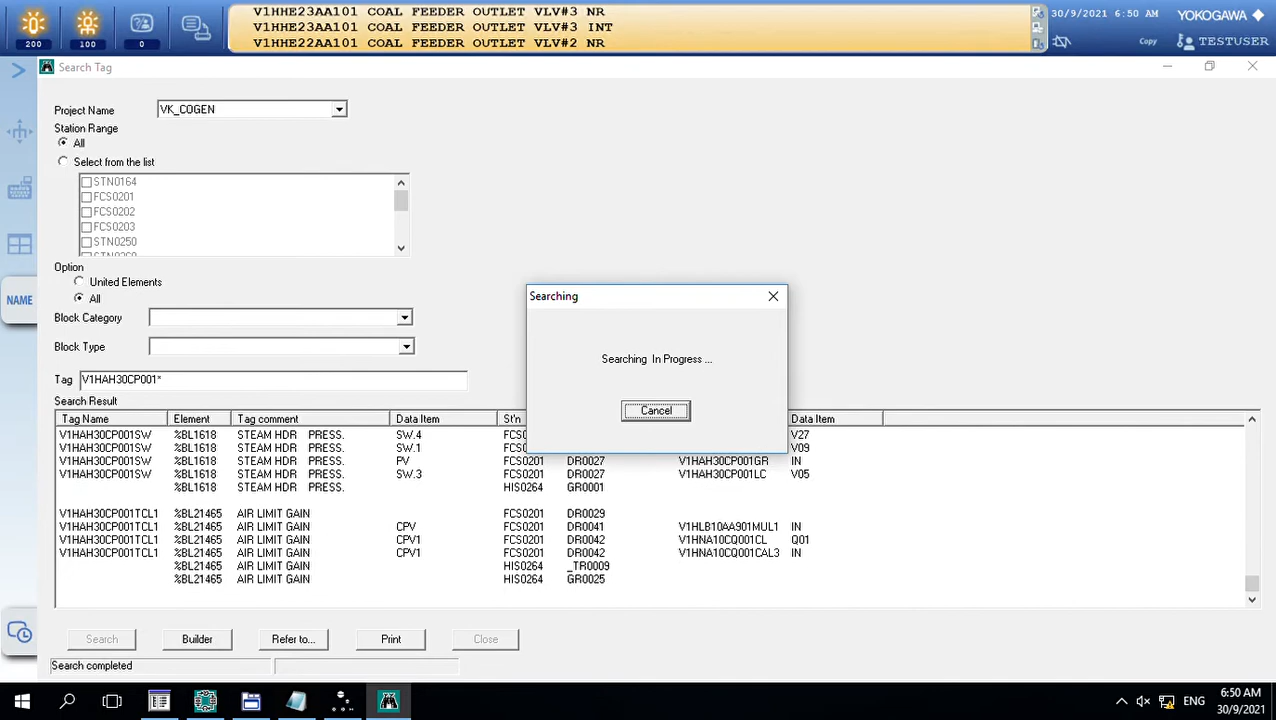 V1HHE23AA101 COAL FEEDER OUTLET VLV#3 NR
V1HHE23AA101 COAL FEEDER OUTLET VLV#3 INT
V1HHE22AA101 COAL FEEDER OUTLET VLV#2 NR
200 100 0
30/9/2021 6:50 AM YOKOGAWA
Copy TESTUSER
Search Tag
Project Name VK_COGEN
Station Range
All
Select from the list
STN0164
FCS0201
FCS0202
FCS0203
STN0250
Option
United Elements
All
NAME
Block Category
Block Type
Tag V1HAH30CP001*
Searching
Searching In Progress ...
Cancel
Search Result
Tag Name Element Tag comment Data Item St'n Data Item
V1HAH30CP001SW %BL1618 STEAM HDR PRESS. SW.4 V27
V1HAH30CP001SW %BL1618 STEAM HDR PRESS. SW.1 V09
V1HAH30CP001SW %BL1618 STEAM HDR PRESS. PV FCS0201 DR0027 V1HAH30CP001GR IN
V1HAH30CP001SW %BL1618 STEAM HDR PRESS. SW.3 FCS0201 DR0027 V1HAH30CP001LC V05
%BL1618 STEAM HDR PRESS. HIS0264 GR0001
V1HAH30CP001TCL1 %BL21465 AIR LIMIT GAIN FCS0201 DR0029
V1HAH30CP001TCL1 %BL21465 AIR LIMIT GAIN CPV FCS0201 DR0041 V1HLB10AA901MUL1 IN
V1HAH30CP001TCL1 %BL21465 AIR LIMIT GAIN CPV1 FCS0201 DR0042 V1HNA10CQ001CL Q01
V1HAH30CP001TCL1 %BL21465 AIR LIMIT GAIN CPV1 FCS0201 DR0042 V1HNA10CQ001CAL3 IN
%BL21465 AIR LIMIT GAIN HIS0264 _TR0009
%BL21465 AIR LIMIT GAIN HIS0264 GR0025
Search Builder Refer to... Print Close
Search completed
ENG 6:50 AM
30/9/2021